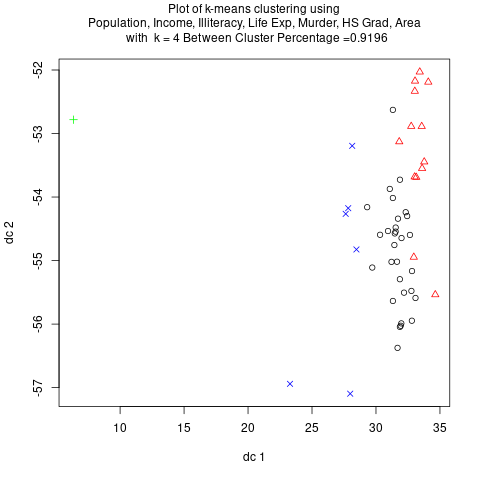 Plot of k-means clustering using
Population, Income, Illiteracy, Life Exp, Murder, HS Grad, Area
with k = 4 Between Cluster Percentage =0.9196
-52
-53
-54
-55
-56
-57
dc 2
10 15 20 25 30 35
dc 1